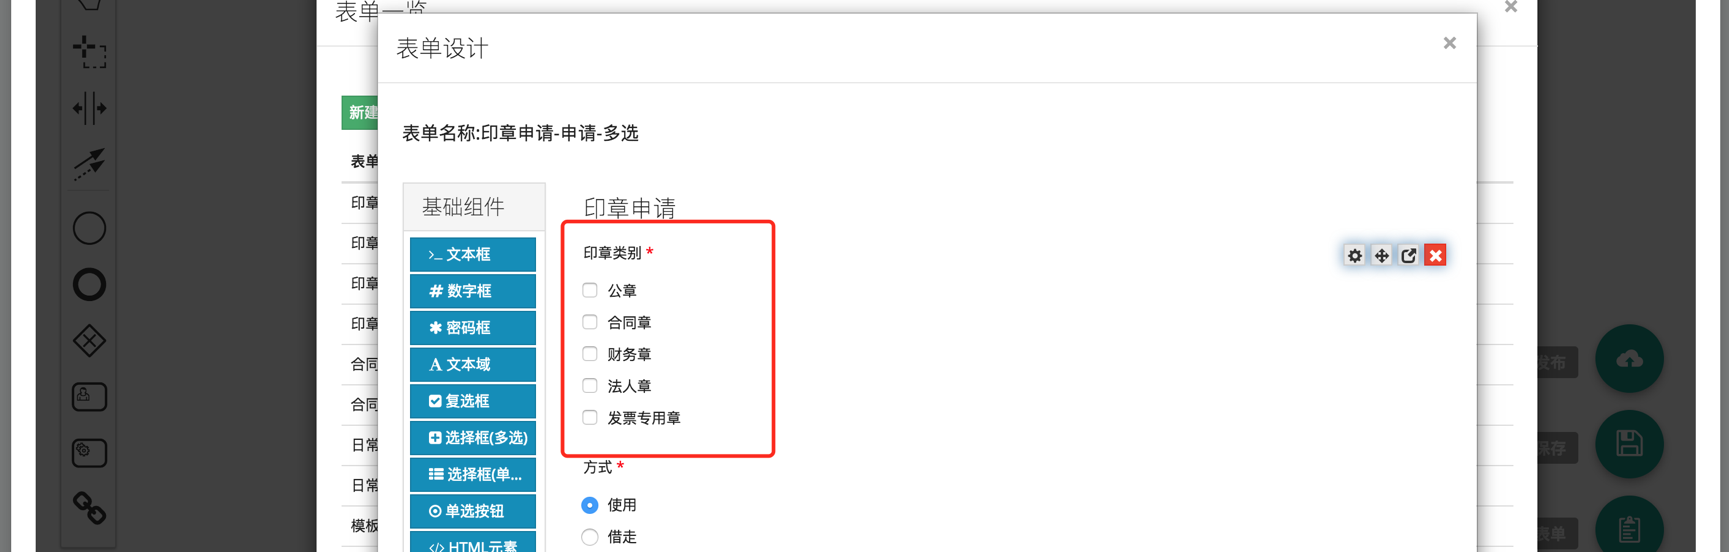 表单一览
表单设计
新建
表单名称:印章申请-申请-多选
表单
基础组件
印章申请
印章
印章类别 *
文本框
印章
公章
数字框
印章
合同章
密码框
印章
财务章
文本域
合同
发布
法人章
复选框
合同
发票专用章
选择框(多选)
日常
保存
方式 *
选择框(单...
日常
使用
单选按钮
模板
借走
表单
HTML元素